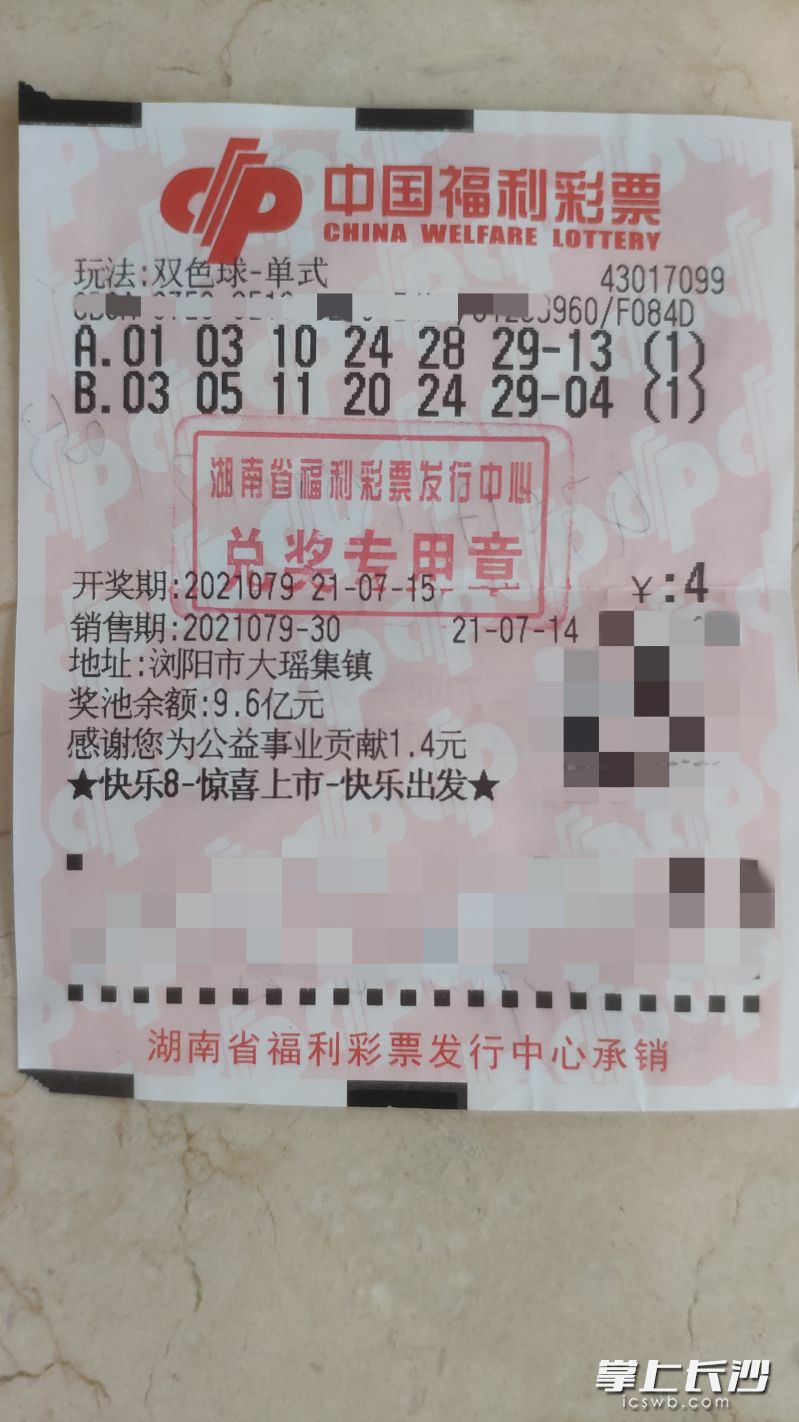 中国福利彩票
CHINA WELFARE LOTTERY
玩法:双色球-单式 43017099
960/F084D
A.01 03 10 24 28 29-13 (1)
B.03 05 11 20 24 29-04 (1)
湖南省福利彩票发行中心
兑奖专用章
开奖期:2021079 21-07-15 ¥:4
销售期:2021079-30 21-07-14
地址:浏阳市大瑶集镇
奖池余额:9.6亿元
感谢您为公益事业贡献1.4元
★快乐8-惊喜上市-快乐出发★
湖南省福利彩票发行中心承销
掌上长沙
icswb.com